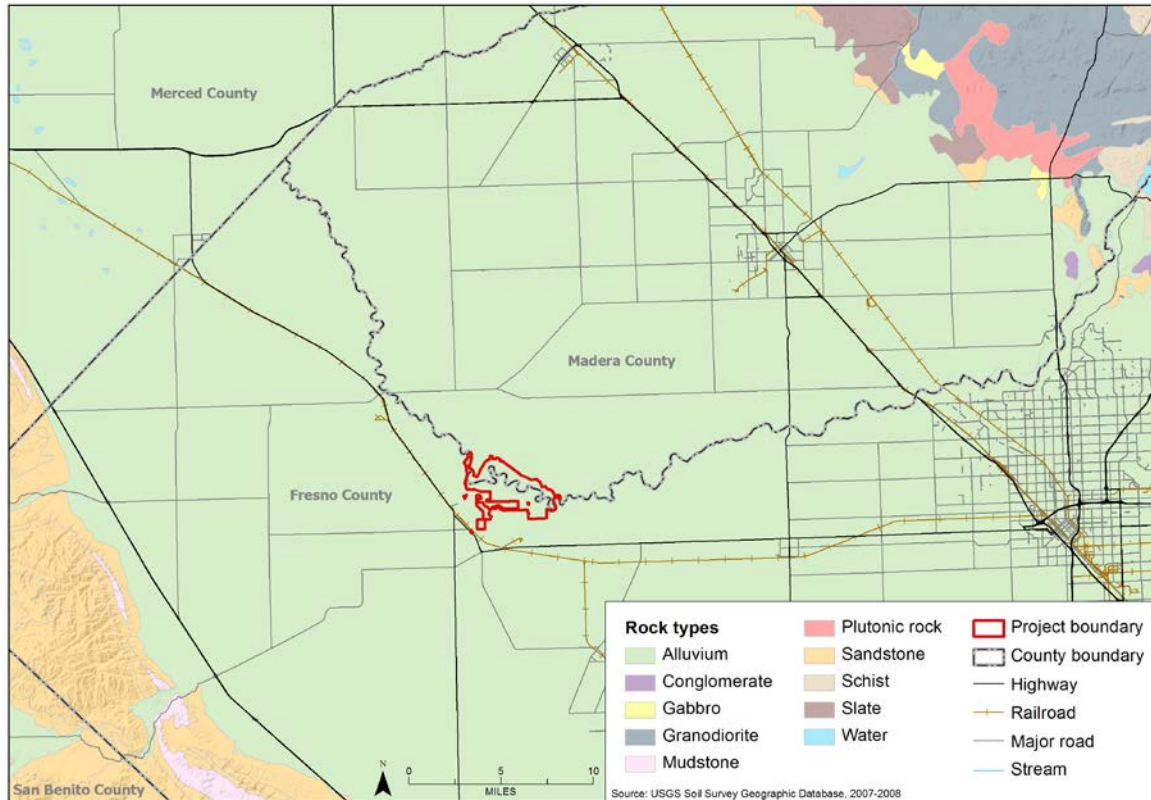 Merced County
Madera County
Fresno County
San Benito County
Rock types
Alluvium
Conglomerate
Gabbro
Granodiorite
Mudstone
Plutonic rock
Sandstone
Schist
Slate
Water
Project boundary
County boundary
Highway
Railroad
Major road
Stream
N
0 5 10
MILES
Source: USGS Soil Survey Geographic Database, 2007-2008